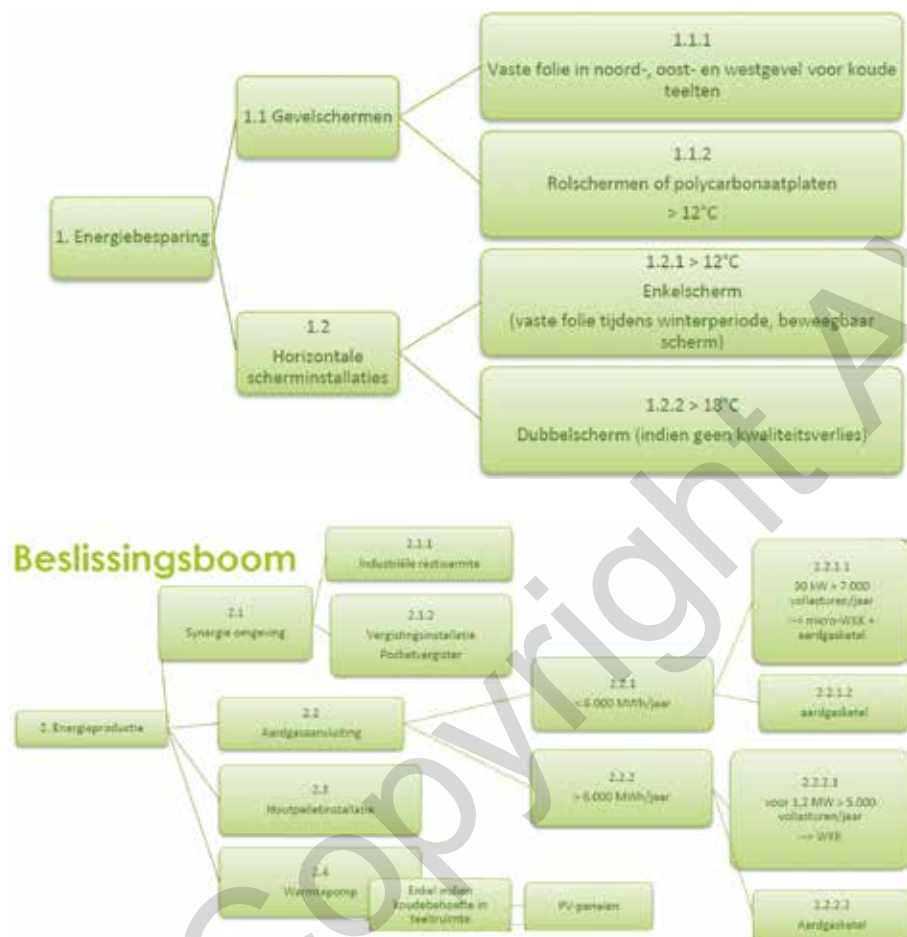 1. Energiebesparing
1.1 Gevelschermen
1.1.1
Vaste folie in noord-, oost- en westgevel voor koude
teelten
1.1.2
Rolschermen of polycarbonaatplaten
> 12°C
1.2
Horizontale
scherminstallaties
1.2.1 > 12°C
Enkelscherm
(vaste folie tijdens winterperiode, beweegbaar
scherm)
1.2.2 > 18°C
Dubbelscherm (indien geen kwaliteitsverlies)
Beslissingsboom
2. Energieproductie
2.1
Synergie omgeving
2.1.1
Industriële restwarmte
2.1.2
Vergistingsinstallatie
Pocketvergister
2.2
Aardgasaansluiting
2.2.1
< 6.000 MWh/jaar
2.2.1.1
30 kW > 7.000
vollasturen/jaar
--> micro-WKK +
aardgasketel
2.2.1.2
aardgasketel
2.2.2
> 6.000 MWh/jaar
2.2.2.1
voor 1,2 MW > 5.000
vollasturen/jaar
--> WKK
2.2.2.2
Aardgasketel
2.3
Houtpelletinstallatie
2.4
Warmtepomp
Enkel indien
koudebehoefte in
teeltruimte
PV-panelen
Copyright